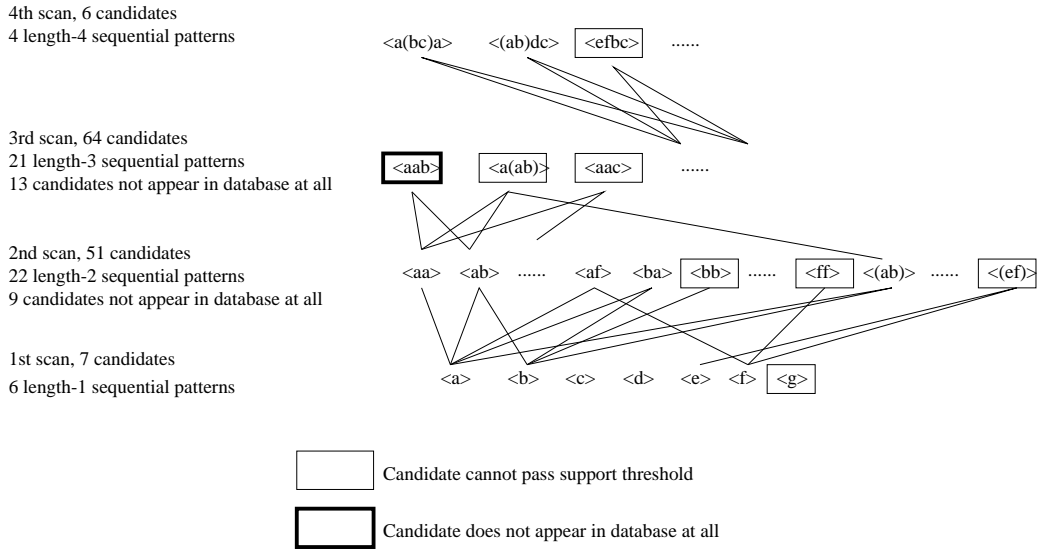 4th scan, 6 candidates
4 length-4 sequential patterns
<a(bc)a> <(ab)dc> <efbc> ......
3rd scan, 64 candidates
21 length-3 sequential patterns
13 candidates not appear in database at all
<aab> <a(ab)> <aac> ......
2nd scan, 51 candidates
22 length-2 sequential patterns
9 candidates not appear in database at all
<aa> <ab> ...... <af> <ba> <bb> ...... <ff> <(ab)> ...... <(ef)>
1st scan, 7 candidates
6 length-1 sequential patterns
<a> <b> <c> <d> <e> <f> <g>
Candidate cannot pass support threshold
Candidate does not appear in database at all